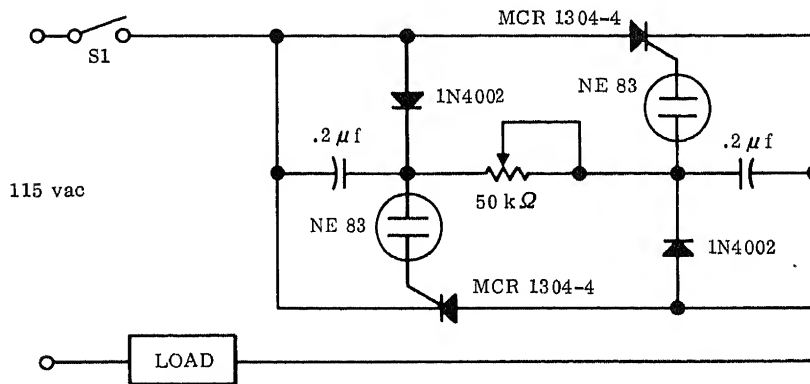 MCR 1304-4
S1
NE 83
1N4002
.2 μf
.2 μf
115 vac
50 kΩ
NE 83
1N4002
MCR 1304-4
LOAD